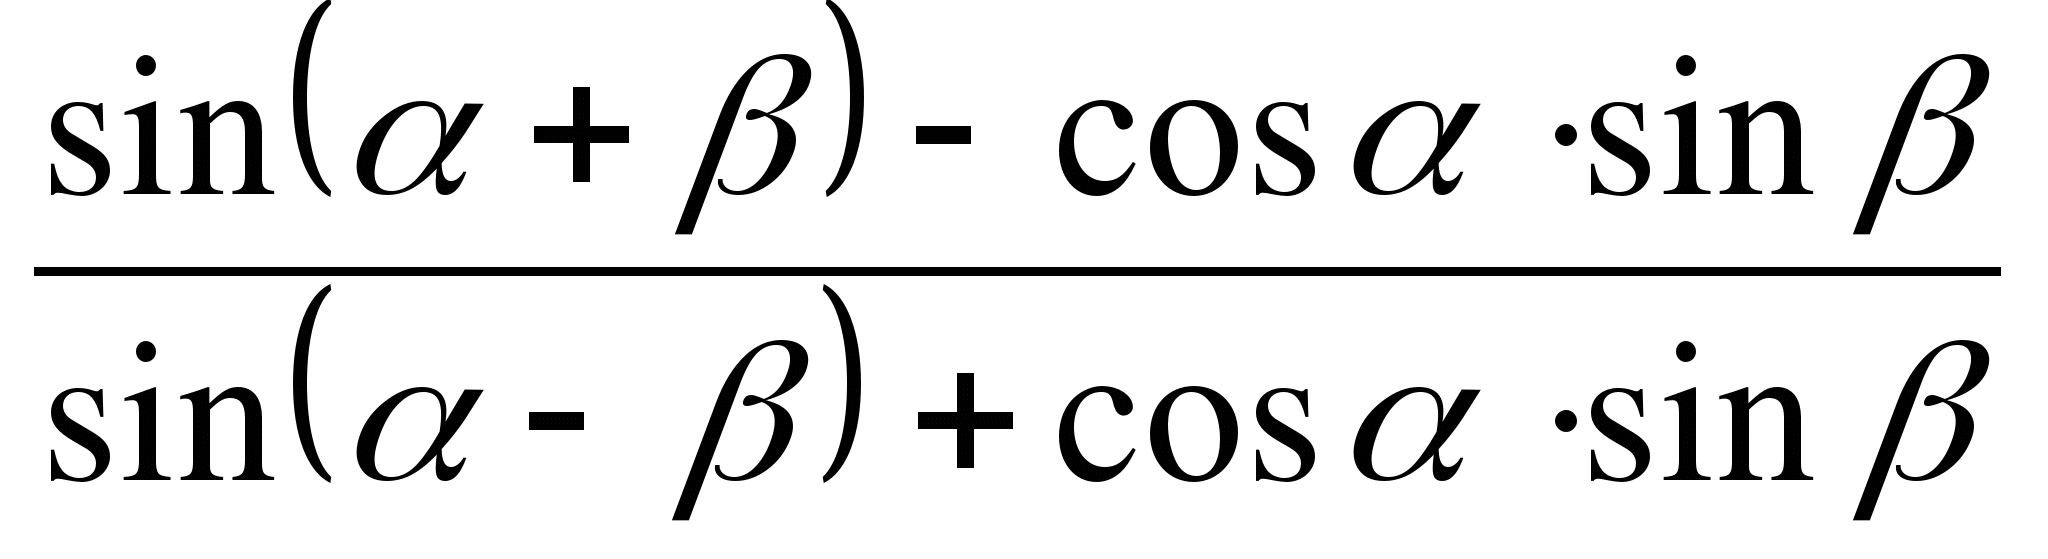 sin(α + β) - cos α ·sin β
sin(α - β) + cos α ·sin β